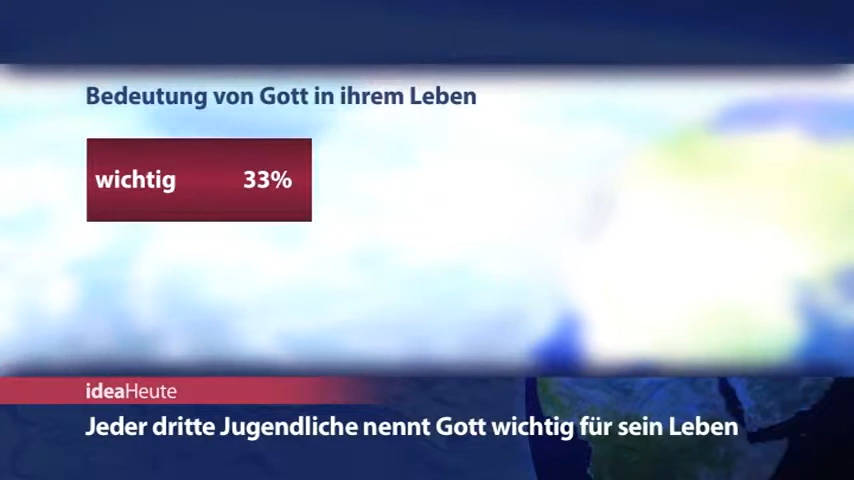 Bedeutung von Gott in ihrem Leben
wichtig 33%
ideaHeute
Jeder dritte Jugendliche nennt Gott wichtig für sein Leben